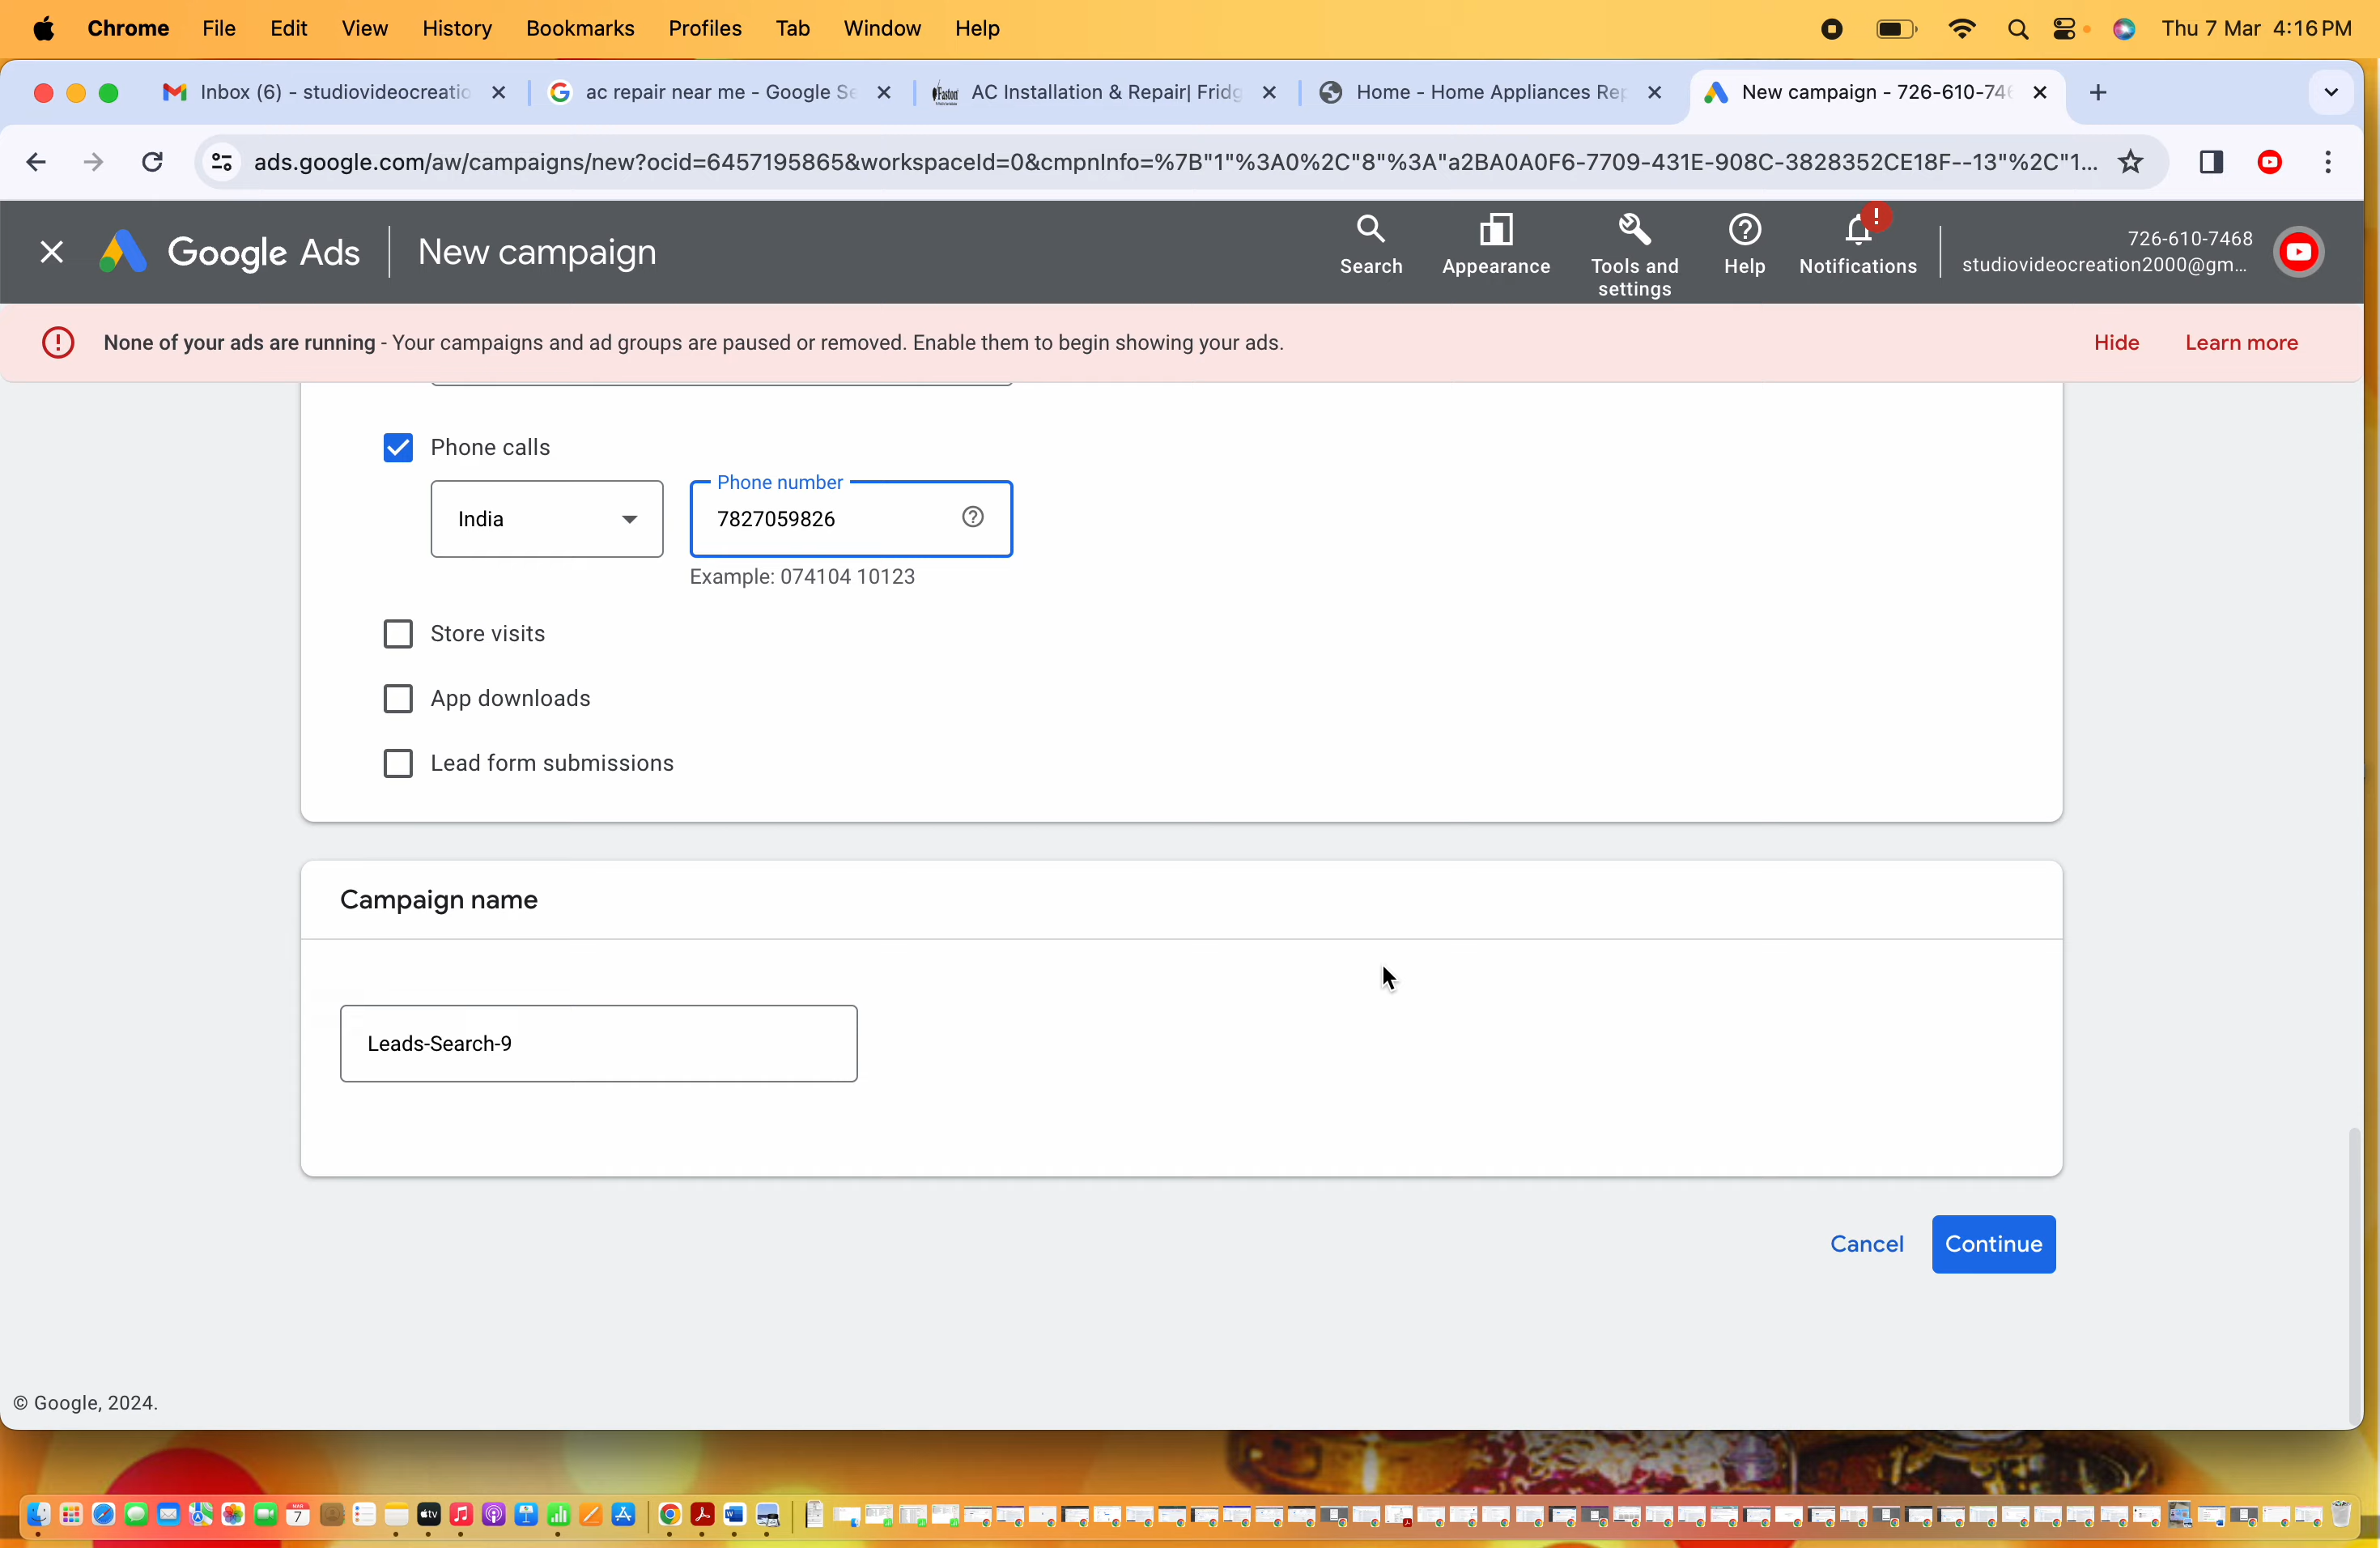 Chrome File Edit View History Bookmarks Profiles Tab Window Help Thu 7 Mar 4:16 PM
Inbox (6) - studiovideocreatio ac repair near me - Google Se AC Installation & Repair| Fridg Home - Home Appliances Rep New campaign - 726-610-746
ads.google.com/aw/campaigns/new?ocid=6457195865&workspaceId=0&cmpnInfo=%7B"1"%3A0%2C"8"%3A"a2BA0A0F6-7709-431E-908C-3828352CE18F--13"%2C"1...
Google Ads New campaign
Search Appearance Tools and settings Help Notifications
726-610-7468
studiovideocreation2000@gm...
None of your ads are running - Your campaigns and ad groups are paused or removed. Enable them to begin showing your ads. Hide Learn more
Phone calls
India
Phone number
7827059826
Example: 074104 10123
Store visits
App downloads
Lead form submissions
Campaign name
Leads-Search-9
Cancel Continue
© Google, 2024.